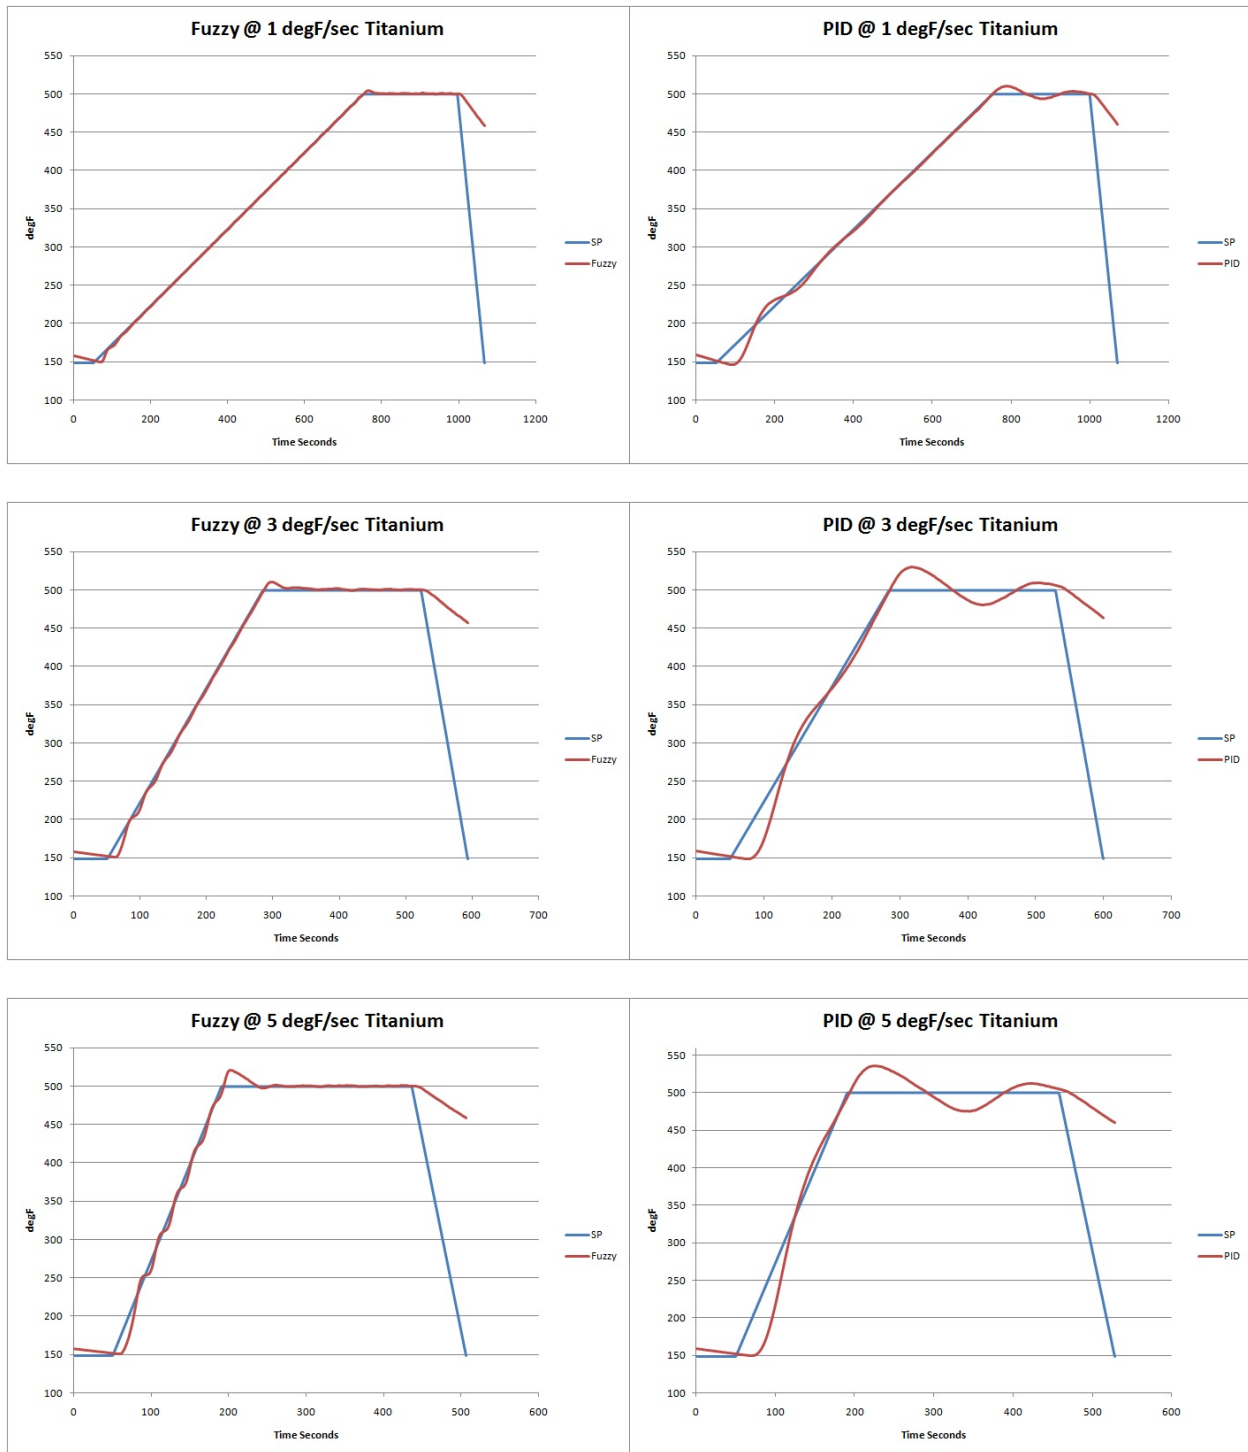 Fuzzy @ 1 degF/sec Titanium
550
500
450
400
350
300
250
200
150
100
degF
0 200 400 600 800 1000 1200
Time Seconds
SP
Fuzzy
PID @ 1 degF/sec Titanium
550
500
450
400
350
300
250
200
150
100
degF
0 200 400 600 800 1000 1200
Time Seconds
SP
PID
Fuzzy @ 3 degF/sec Titanium
550
500
450
400
350
300
250
200
150
100
degF
0 100 200 300 400 500 600 700
Time Seconds
SP
Fuzzy
PID @ 3 degF/sec Titanium
550
500
450
400
350
300
250
200
150
100
degF
0 100 200 300 400 500 600 700
Time Seconds
SP
PID
Fuzzy @ 5 degF/sec Titanium
550
500
450
400
350
300
250
200
150
100
degF
0 100 200 300 400 500 600
Time Seconds
SP
Fuzzy
PID @ 5 degF/sec Titanium
550
500
450
400
350
300
250
200
150
100
degF
0 100 200 300 400 500 600
Time Seconds
SP
PID